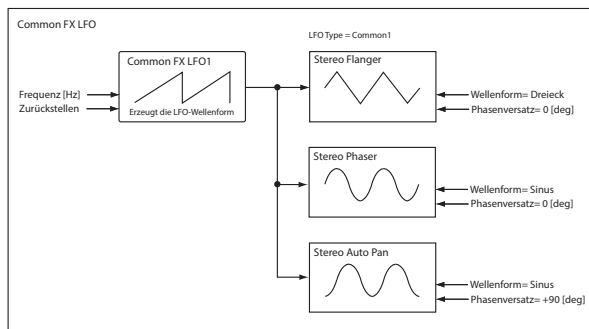 Common FX LFO
LFO Type = Common1
Common FX LFO1
Stereo Flanger
Frequenz [Hz]
Zurückstellen
Erzeugt die LFO-Wellenform
Wellenform= Dreieck
Phasenversatz= 0 [deg]
Stereo Phaser
Wellenform= Sinus
Phasenversatz= 0 [deg]
Stereo Auto Pan
Wellenform= Sinus
Phasenversatz= +90 [deg]